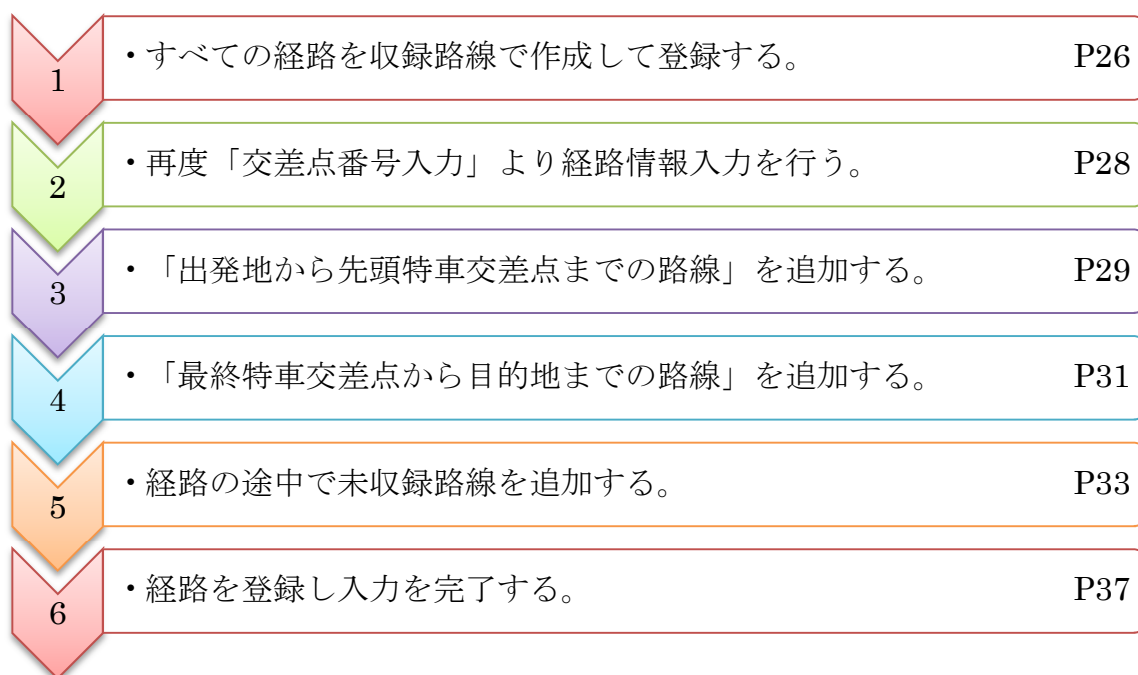 1 ・すべての経路を収録路線で作成して登録する。 P26
2 ・再度「交差点番号入力」より経路情報入力を行う。 P28
3 ・「出発地から先頭特車交差点までの路線」を追加する。 P29
4 ・「最終特車交差点から目的地までの路線」を追加する。 P31
5 ・経路の途中で未収録路線を追加する。 P33
6 ・経路を登録し入力を完了する。 P37